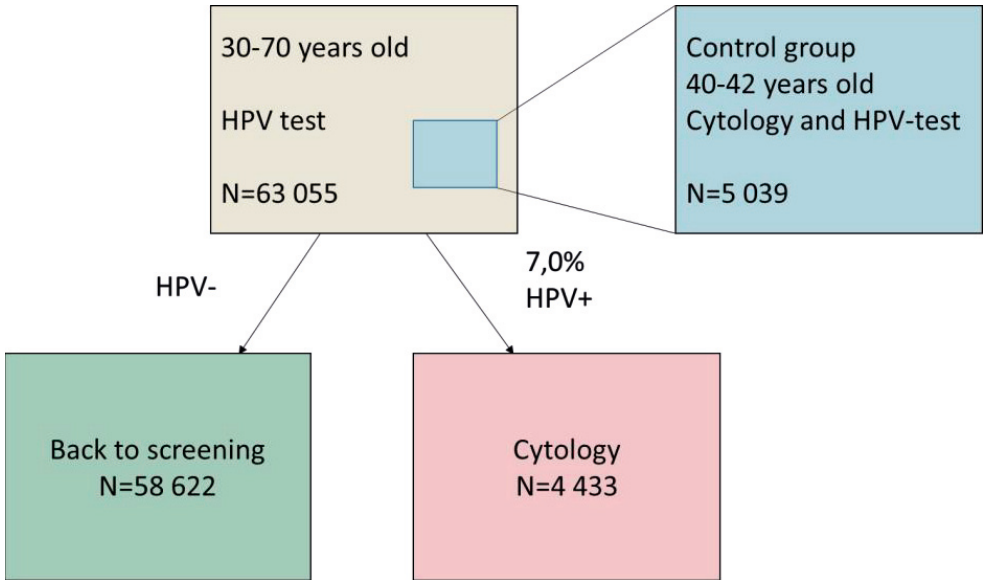 30-70 years old
HPV test
N=63 055
Control group
40-42 years old
Cytology and HPV-test
N=5 039
HPV-
7,0%
HPV+
Back to screening
N=58 622
Cytology
N=4 433